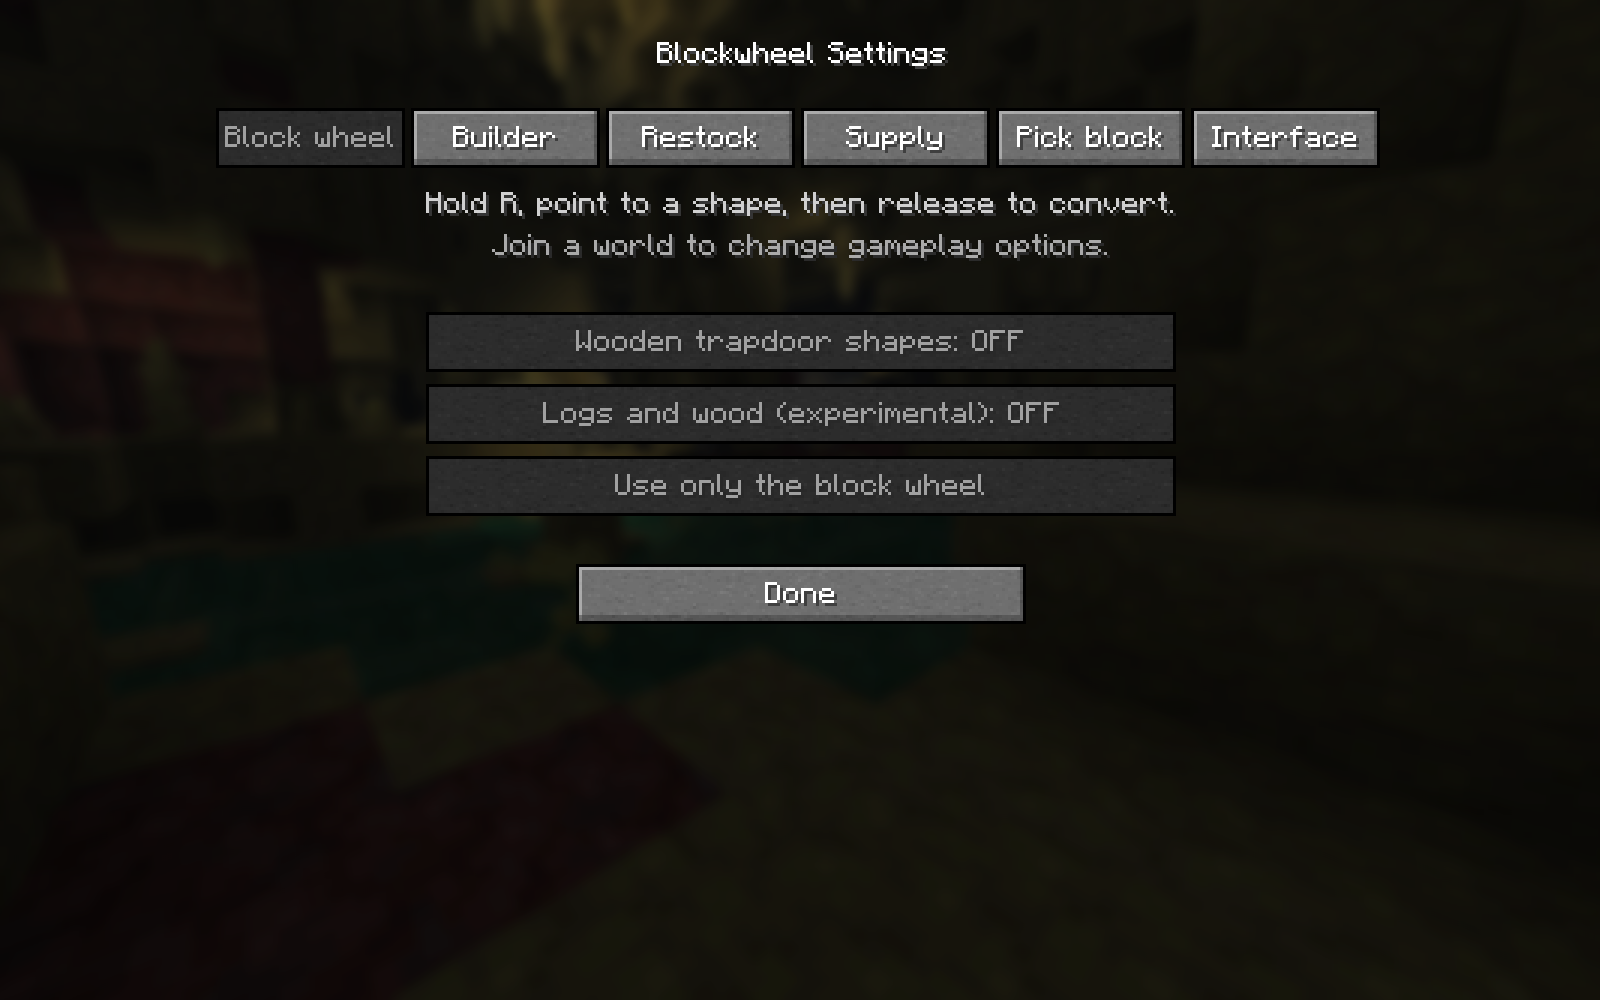 Blockwheel Settings
Block wheel Builder Restock Supply Pick block Interface
Hold R, point to a shape, then release to convert.
Join a world to change gameplay options.
Wooden trapdoor shapes: OFF
Logs and wood (experimental): OFF
Use only the block wheel
Done